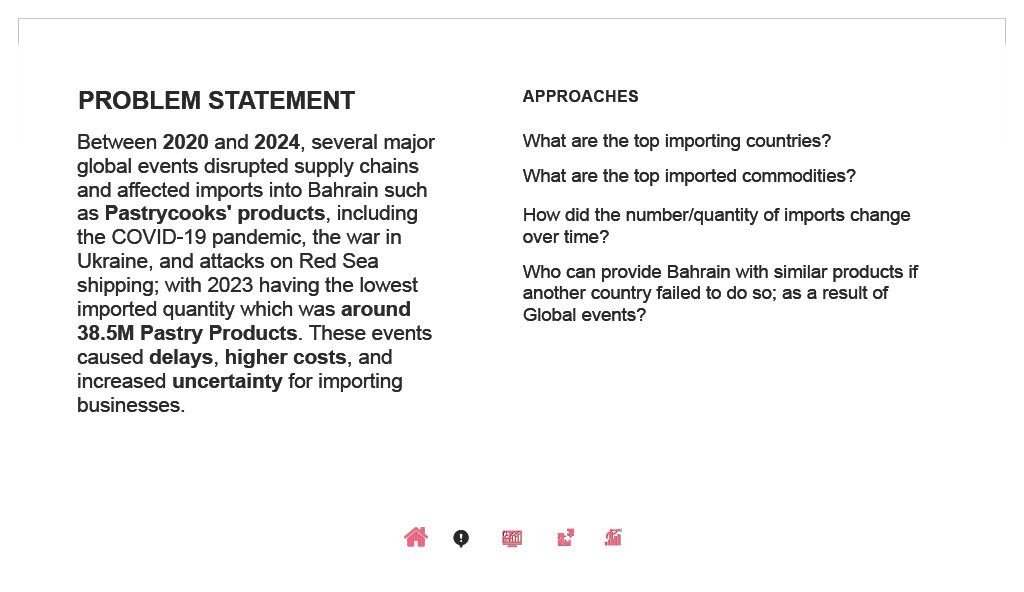 PROBLEM STATEMENT
Between 2020 and 2024, several major
global events disrupted supply chains
and affected imports into Bahrain such
as Pastrycooks' products, including
the COVID-19 pandemic, the war in
Ukraine, and attacks on Red Sea
shipping; with 2023 having the lowest
imported quantity which was around
38.5M Pastry Products. These events
caused delays, higher costs, and
increased uncertainty for importing
businesses.
APPROACHES
What are the top importing countries?
What are the top imported commodities?
How did the number/quantity of imports change
over time?
Who can provide Bahrain with similar products if
another country failed to do so; as a result of
Global events?